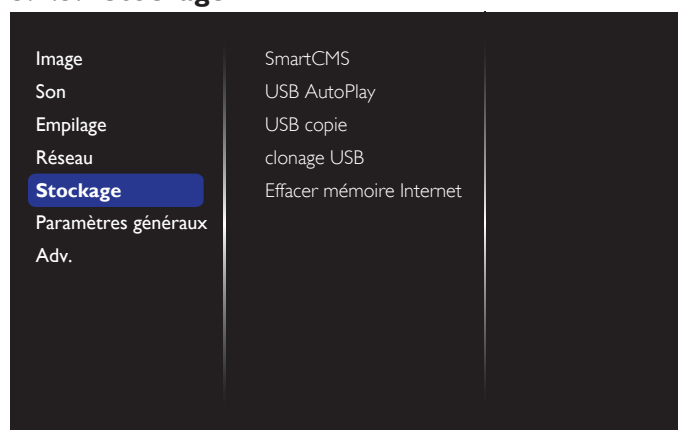 Image
Son
Empilage
Réseau
Stockage
Paramètres généraux
Adv.
SmartCMS
USB AutoPlay
USB copie
clonage USB
Effacer mémoire Internet